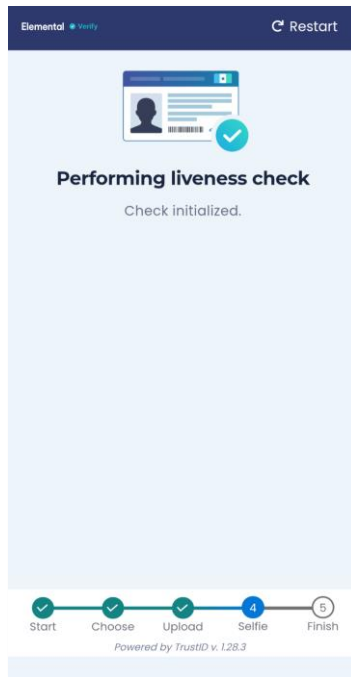 Elemental Verify Restart
Performing liveness check
Check initialized.
4 5
Start Choose Upload Selfie Finish
Powered by TrustID v. 1.28.3